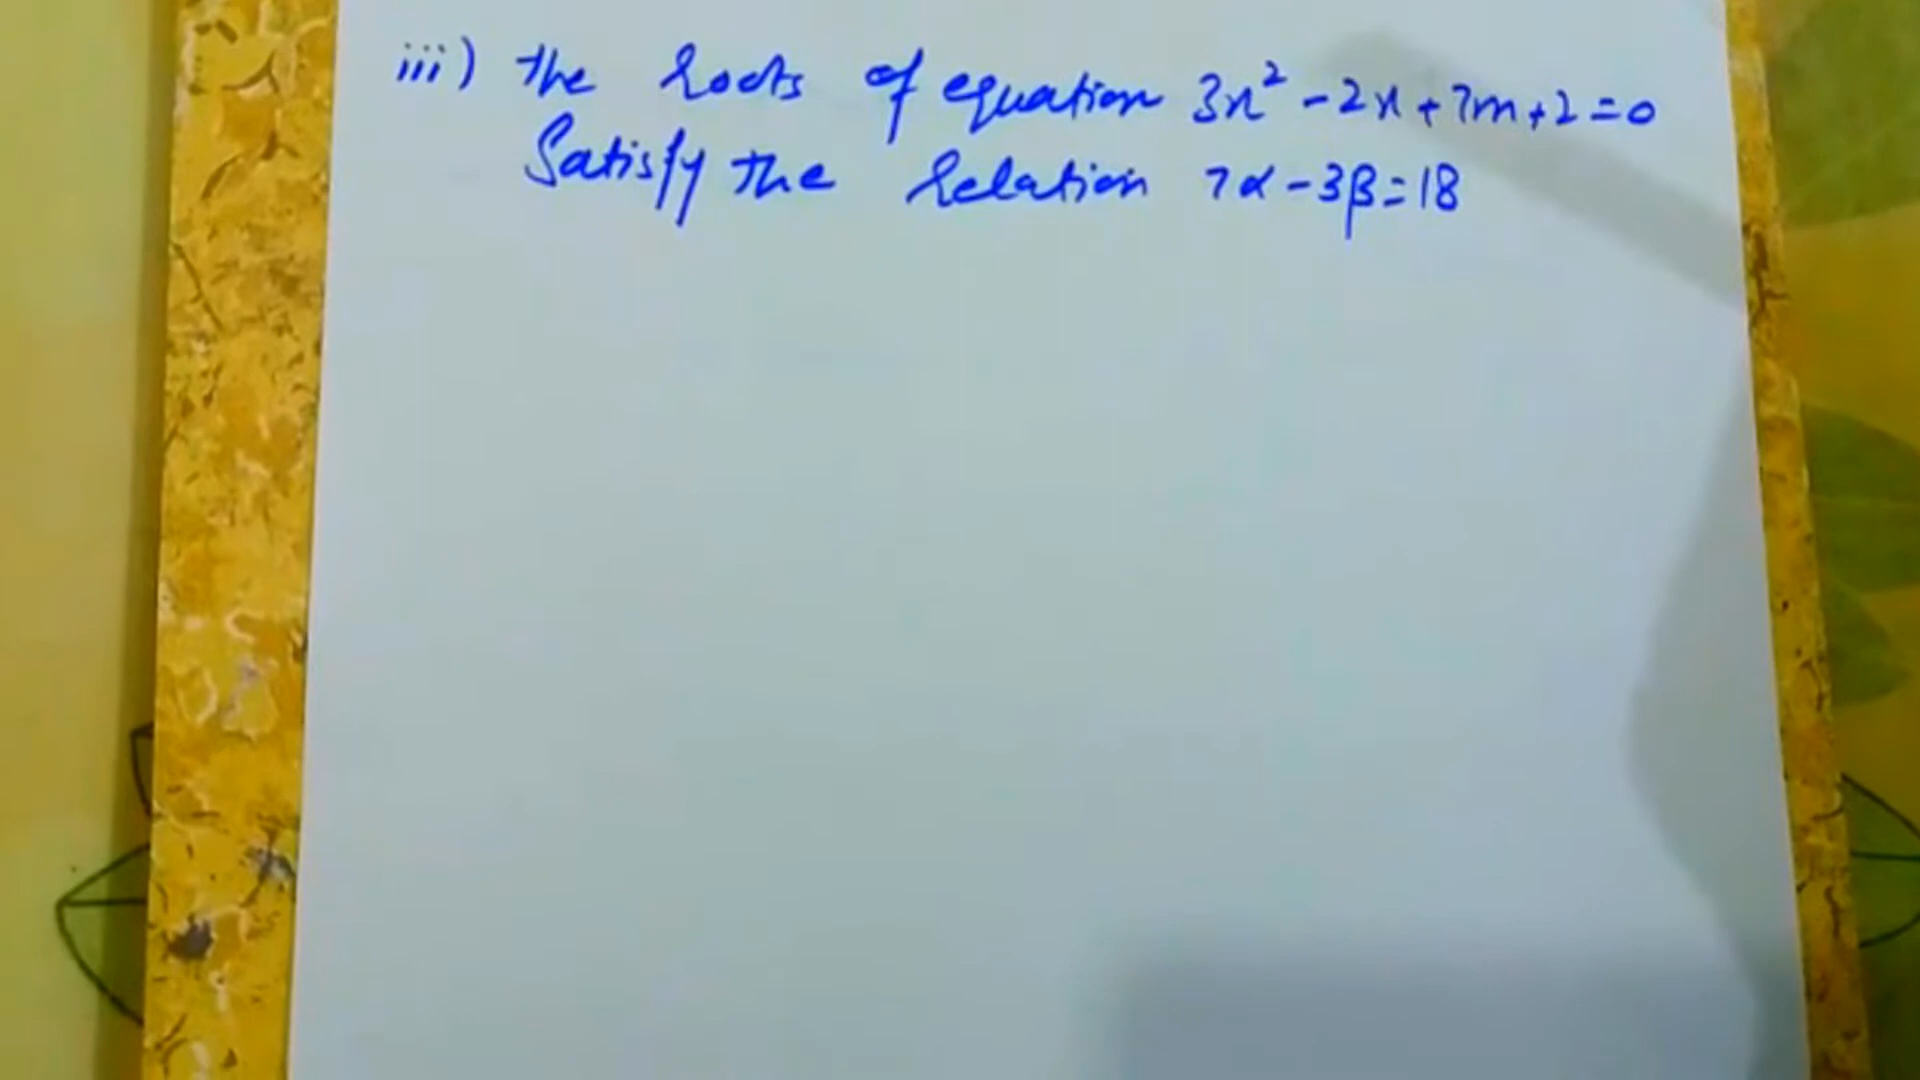 iii) The Roots of equation 3x² - 2x + 7m + 2 = 0
Satisfy the Relation 7α - 3β = 18